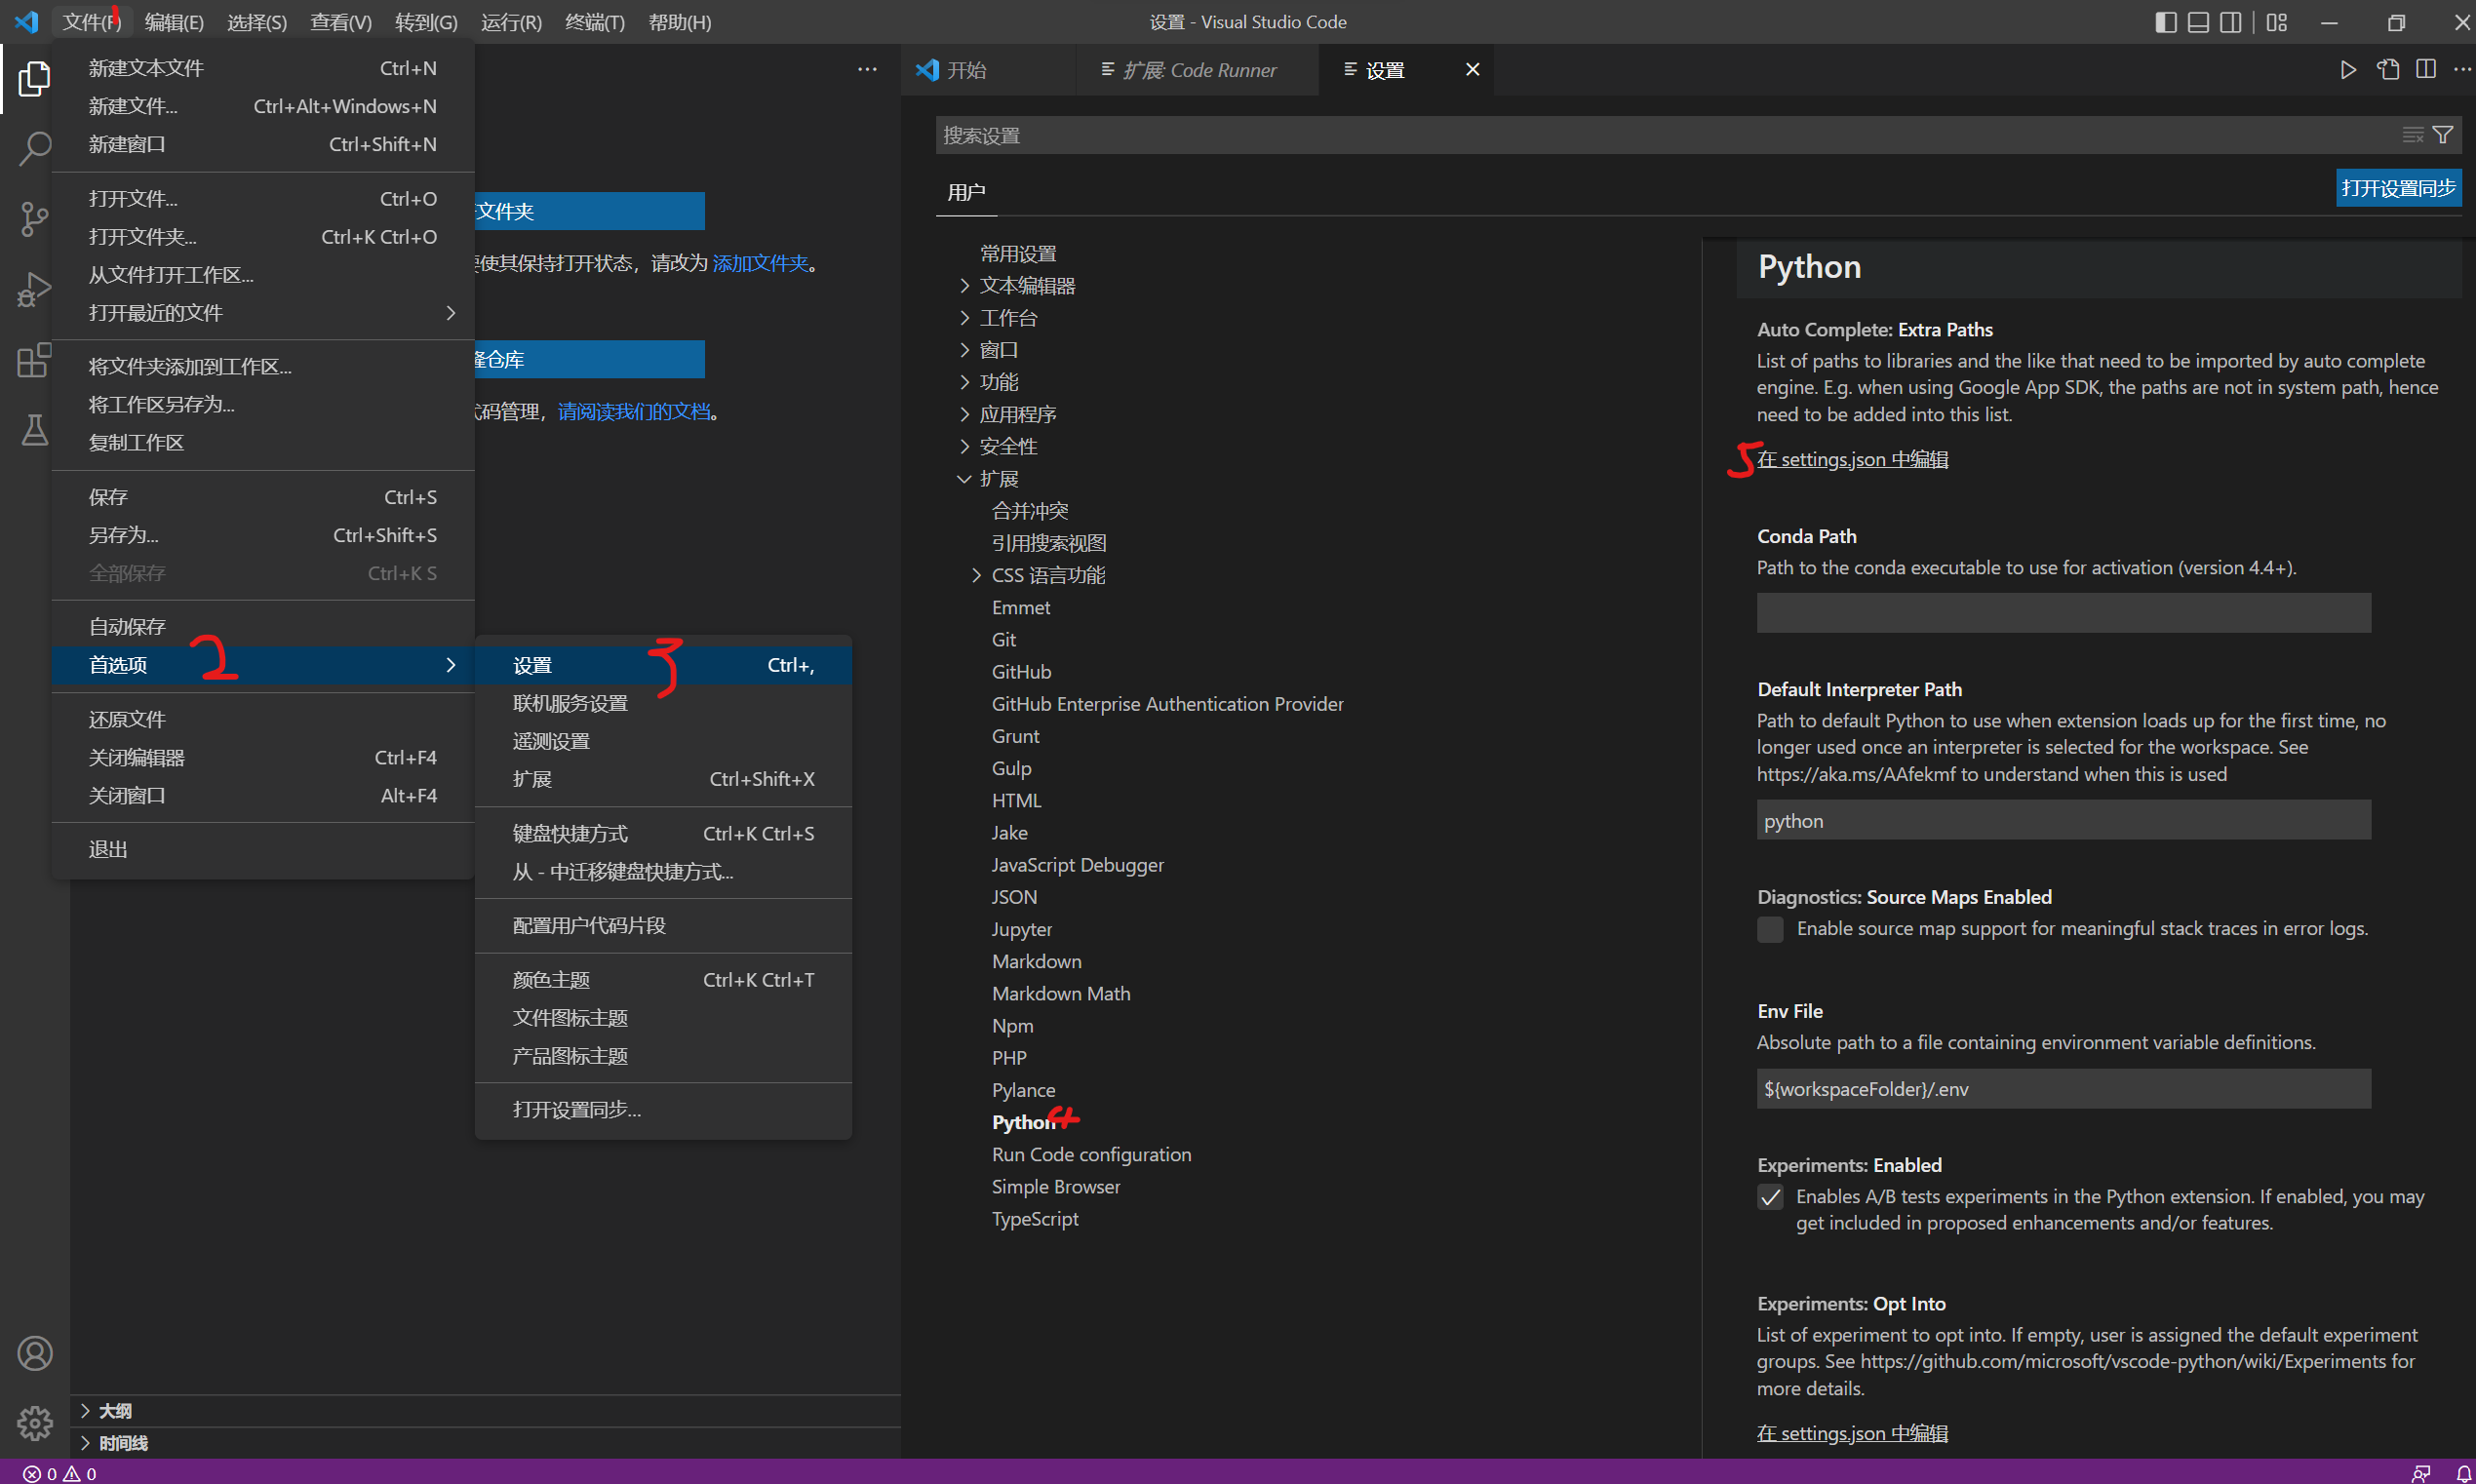 文件(F) 编辑(E) 选择(S) 查看(V) 转到(G) 运行(R) 终端(T) 帮助(H)
设置 - Visual Studio Code
1
新建文本文件 Ctrl+N
新建文件... Ctrl+Alt+Windows+N
新建窗口 Ctrl+Shift+N
打开文件... Ctrl+O
打开文件夹... Ctrl+K Ctrl+O
从文件打开工作区...
打开最近的文件
将文件夹添加到工作区...
将工作区另存为...
复制工作区
保存 Ctrl+S
另存为... Ctrl+Shift+S
全部保存 Ctrl+K S
自动保存
首选项 2
还原文件
关闭编辑器 Ctrl+F4
关闭窗口 Alt+F4
退出
文件夹
使其保持打开状态，请改为 添加文件夹。
仓库
代码管理，请阅读我们的文档。
设置 3 Ctrl+,
联机服务设置
遥测设置
扩展 Ctrl+Shift+X
键盘快捷方式 Ctrl+K Ctrl+S
从 - 中迁移键盘快捷方式...
配置用户代码片段
颜色主题 Ctrl+K Ctrl+T
文件图标主题
产品图标主题
打开设置同步...
大纲
时间线
开始 扩展: Code Runner 设置
搜索设置
用户
打开设置同步
常用设置
文本编辑器
工作台
窗口
功能
应用程序
安全性
扩展
合并冲突
引用搜索视图
CSS 语言功能
Emmet
Git
GitHub
GitHub Enterprise Authentication Provider
Grunt
Gulp
HTML
Jake
JavaScript Debugger
JSON
Jupyter
Markdown
Markdown Math
Npm
PHP
Pylance
Python 4
Run Code configuration
Simple Browser
TypeScript
Python
Auto Complete: Extra Paths
List of paths to libraries and the like that need to be imported by auto complete
engine. E.g. when using Google App SDK, the paths are not in system path, hence
need to be added into this list.
5 在 settings.json 中编辑
Conda Path
Path to the conda executable to use for activation (version 4.4+).
Default Interpreter Path
Path to default Python to use when extension loads up for the first time, no
longer used once an interpreter is selected for the workspace. See
https://aka.ms/AAfekmf to understand when this is used
python
Diagnostics: Source Maps Enabled
Enable source map support for meaningful stack traces in error logs.
Env File
Absolute path to a file containing environment variable definitions.
${workspaceFolder}/.env
Experiments: Enabled
Enables A/B tests experiments in the Python extension. If enabled, you may
get included in proposed enhancements and/or features.
Experiments: Opt Into
List of experiment to opt into. If empty, user is assigned the default experiment
groups. See https://github.com/microsoft/vscode-python/wiki/Experiments for
more details.
在 settings.json 中编辑
0 0